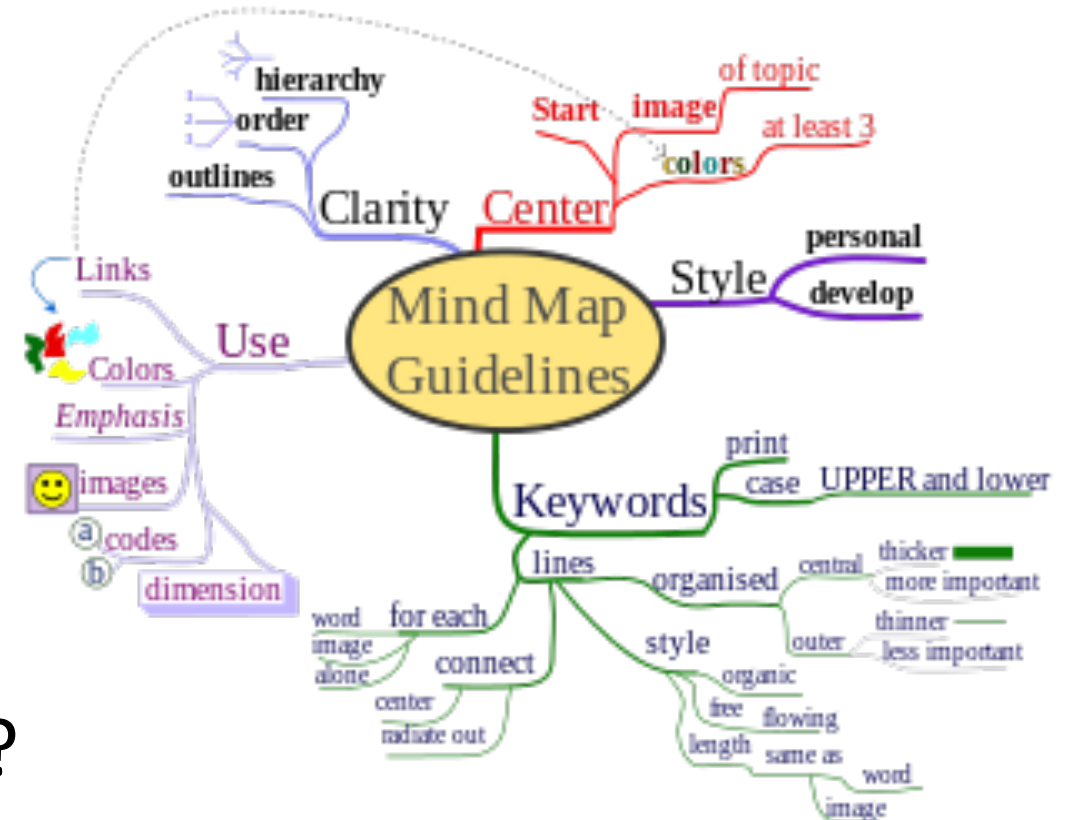 Mind Map
Guidelines
Center
Start
image
of topic
colors
at least 3
Style
personal
develop
Keywords
print
case
UPPER and lower
lines
organised
central
thicker
more important
outer
thinner
less important
style
organic
free
flowing
length
same as
word
image
connect
center
radiate out
for each
word
image
alone
Use
Links
Colors
Emphasis
images
codes
a
b
dimension
Clarity
hierarchy
order
1
2
3
outlines
?